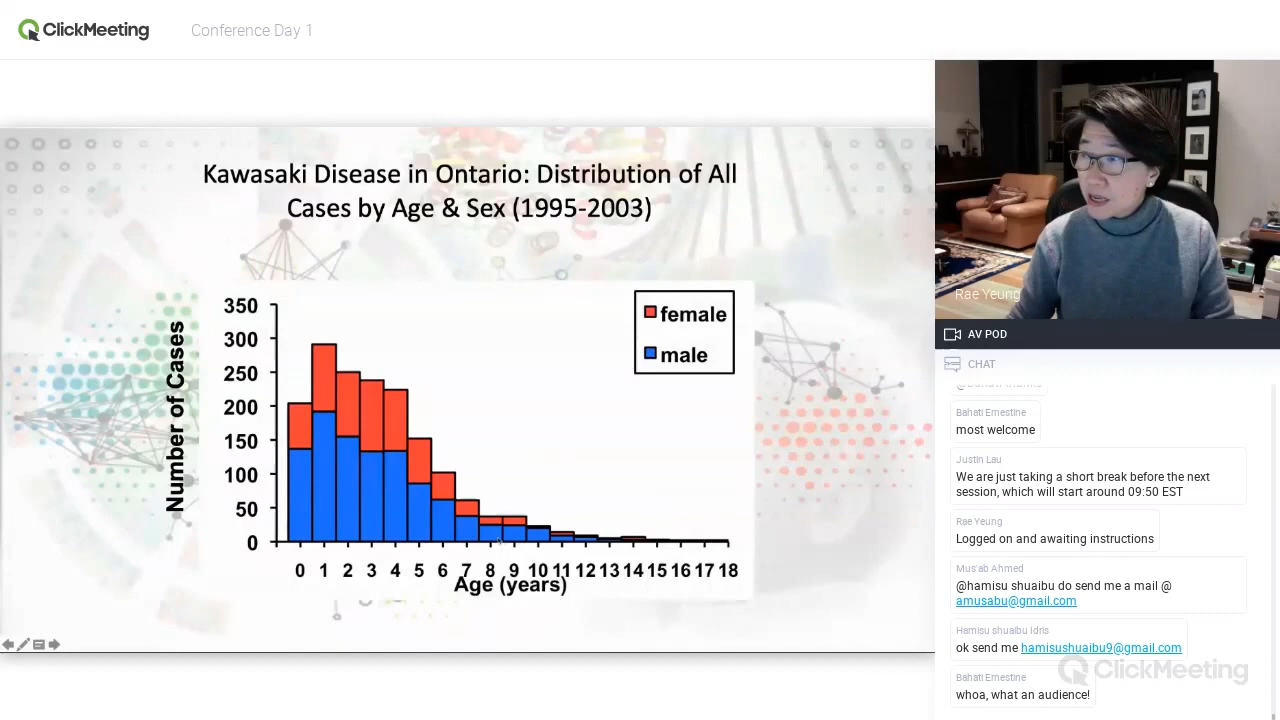 ClickMeeting
Conference Day 1
Kawasaki Disease in Ontario: Distribution of All
Cases by Age & Sex (1995-2003)
350
300
250
200
150
100
50
0
Number of Cases
female
male
0 1 2 3 4 5 6 7 8 9 10 11 12 13 14 15 16 17 18
Age (years)
Rae Yeung
AV POD
CHAT
Bahati Ernestine
most welcome
Justin Lau
We are just taking a short break before the next
session, which will start around 09:50 EST
Rae Yeung
Logged on and awaiting instructions
Mus'ab Ahmed
@hamisu shuaibu do send me a mail @
amusabu@gmail.com
Hamisu shuaibu Idris
ok send me hamisushuaibu9@gmail.com
Bahati Ernestine
whoa, what an audience!
ClickMeeting